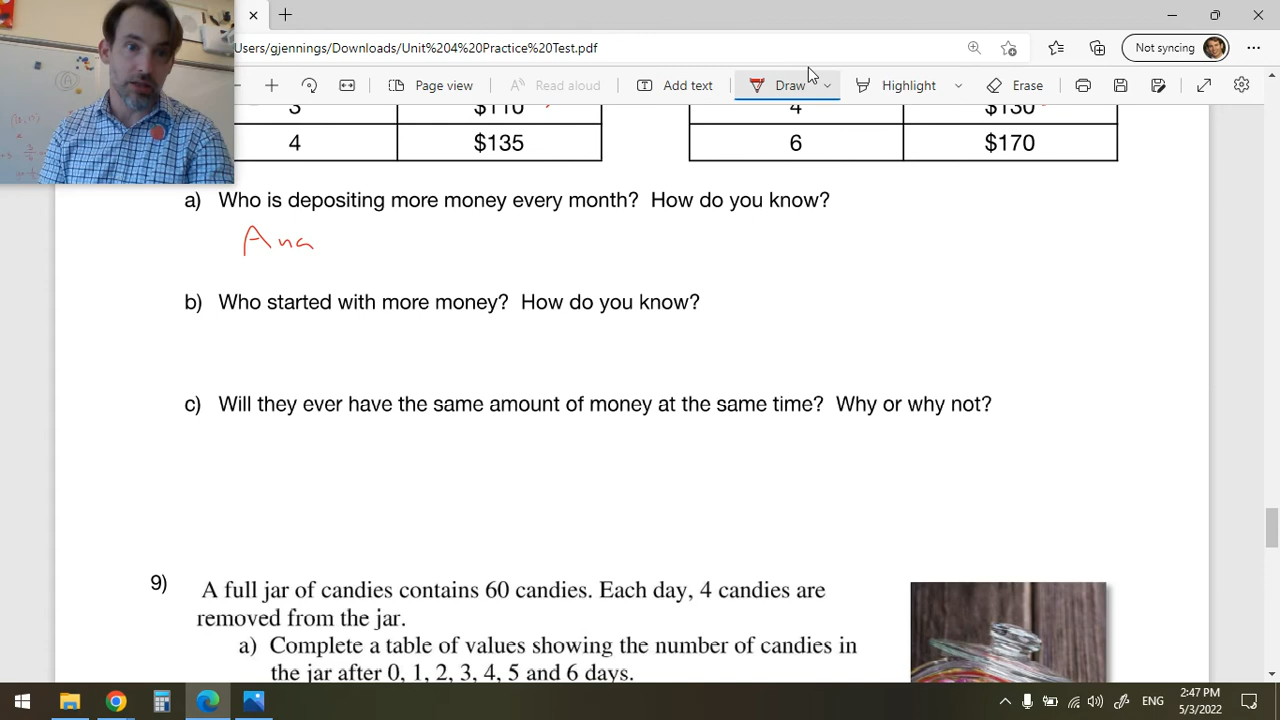 Users/gjennings/Downloads/Unit%204%20Practice%20Test.pdf
Not syncing
Page view
Read aloud
Add text
Draw
Highlight
Erase
3 $110
4 $135
4 $130
6 $170
a) Who is depositing more money every month? How do you know?
Ana
b) Who started with more money? How do you know?
c) Will they ever have the same amount of money at the same time? Why or why not?
9) A full jar of candies contains 60 candies. Each day, 4 candies are
removed from the jar.
a) Complete a table of values showing the number of candies in
the jar after 0, 1, 2, 3, 4, 5 and 6 days.
ENG
2:47 PM
5/3/2022